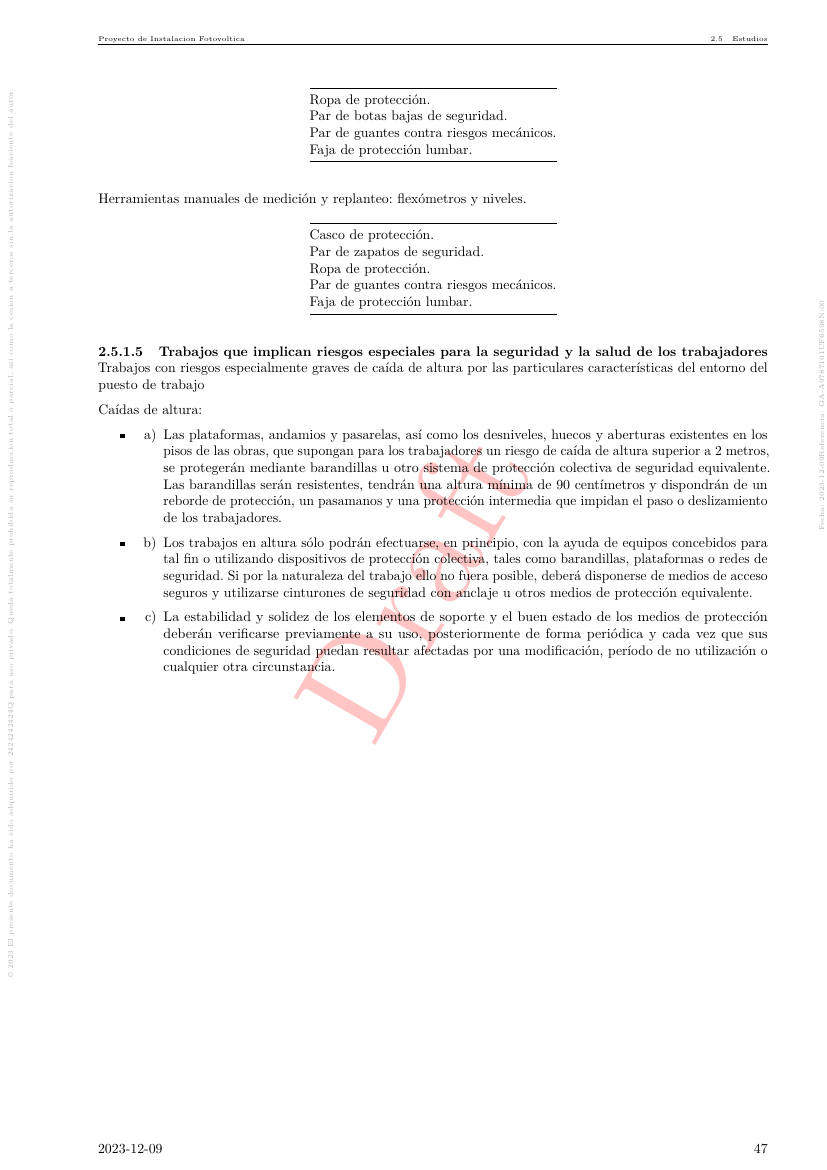 Proyecto de Instalacion Fotovoltica 2.5 Estudios
Ropa de protección.
Par de botas bajas de seguridad.
Par de guantes contra riesgos mecánicos.
Faja de protección lumbar.
Herramientas manuales de medición y replanteo: flexómetros y niveles.
Casco de protección.
Par de zapatos de seguridad.
Ropa de protección.
Par de guantes contra riesgos mecánicos.
Faja de protección lumbar.
2.5.1.5 Trabajos que implican riesgos especiales para la seguridad y la salud de los trabajadores
Trabajos con riesgos especialmente graves de caída de altura por las particulares características del entorno del
puesto de trabajo
Caídas de altura:
▪ a) Las plataformas, andamios y pasarelas, así como los desniveles, huecos y aberturas existentes en los
pisos de las obras, que supongan para los trabajadores un riesgo de caída de altura superior a 2 metros,
se protegerán mediante barandillas u otro sistema de protección colectiva de seguridad equivalente.
Las barandillas serán resistentes, tendrán una altura mínima de 90 centímetros y dispondrán de un
reborde de protección, un pasamanos y una protección intermedia que impidan el paso o deslizamiento
de los trabajadores.
▪ b) Los trabajos en altura sólo podrán efectuarse, en principio, con la ayuda de equipos concebidos para
tal fin o utilizando dispositivos de protección colectiva, tales como barandillas, plataformas o redes de
seguridad. Si por la naturaleza del trabajo ello no fuera posible, deberá disponerse de medios de acceso
seguros y utilizarse cinturones de seguridad con anclaje u otros medios de protección equivalente.
▪ c) La estabilidad y solidez de los elementos de soporte y el buen estado de los medios de protección
deberán verificarse previamente a su uso, posteriormente de forma periódica y cada vez que sus
condiciones de seguridad puedan resultar afectadas por una modificación, período de no utilización o
cualquier otra circunstancia.
Draft
© 2023 El presente documento ha sido adquirido por 2424242424Q para uso privado. Queda totalmente prohibida su reproduccion total o parcial, asi como la cesion a terceros sin la autorizacion feaciente del autor.
Fecha: 2023-12-09Referencia: GA-A9787101UF6598N/00
2023-12-09 47